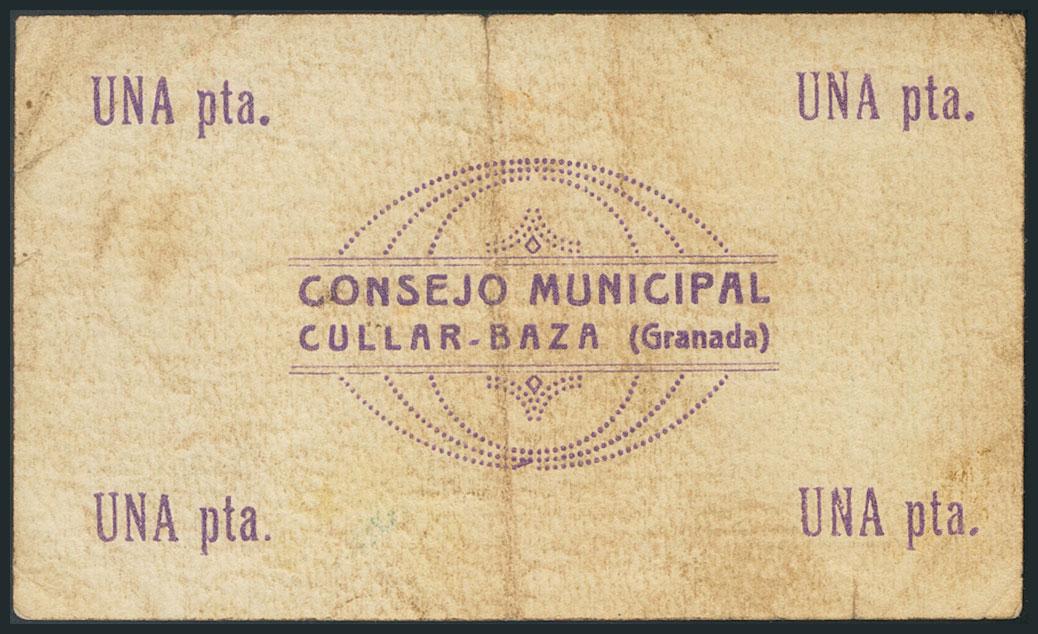 UNA pta.
UNA pta.
CONSEJO MUNICIPAL
CULLAR-BAZA (Granada)
UNA pta.
UNA pta.